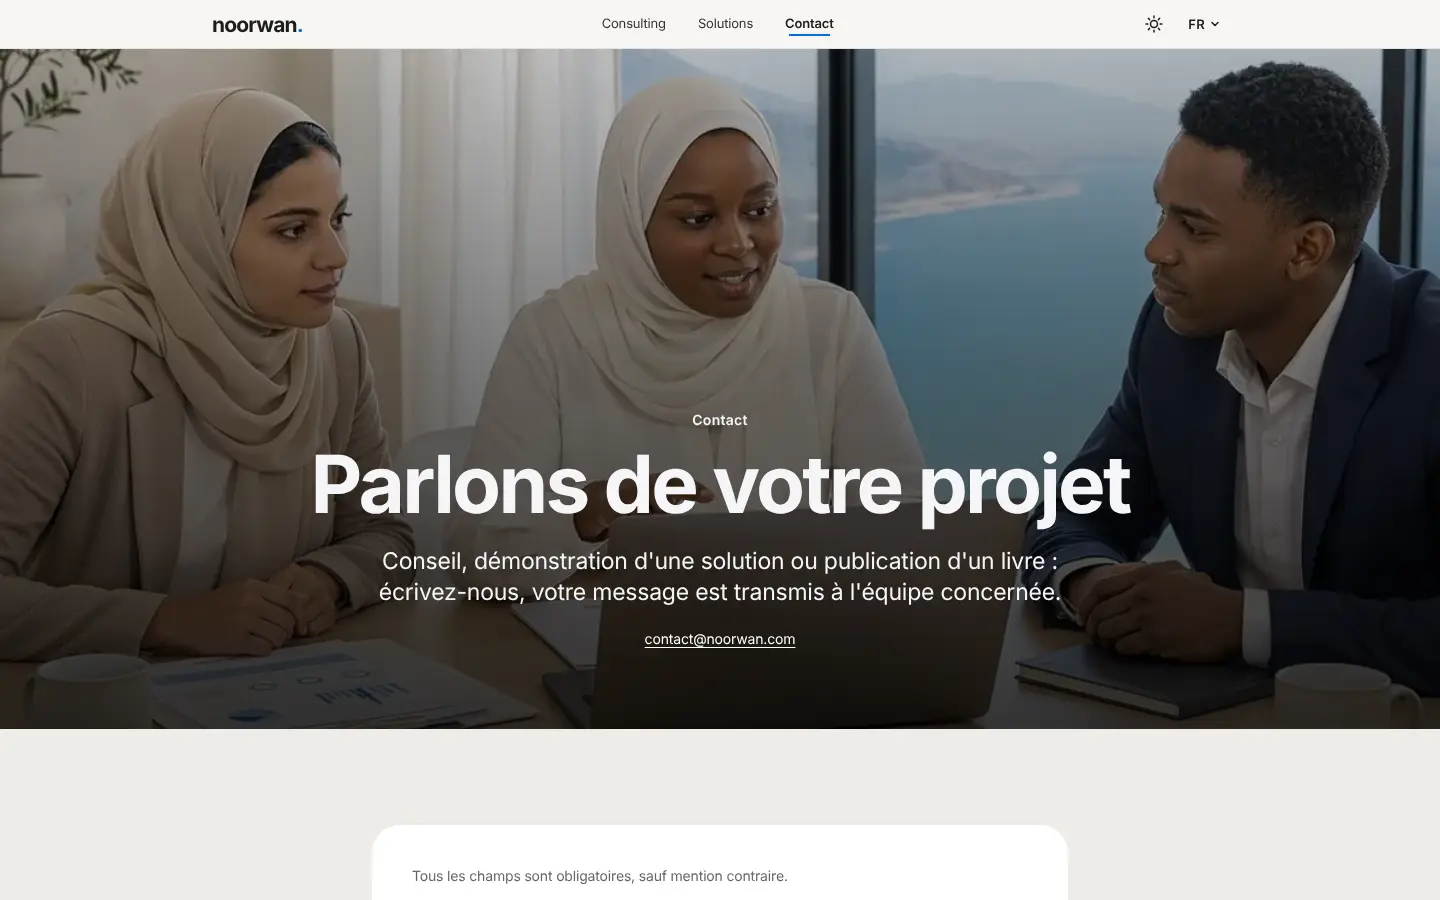 noorwan.
Consulting
Solutions
Contact
FR
Contact
Parlons de votre projet
Conseil, démonstration d'une solution ou publication d'un livre :
écrivez-nous, votre message est transmis à l'équipe concernée.
contact@noorwan.com
Tous les champs sont obligatoires, sauf mention contraire.